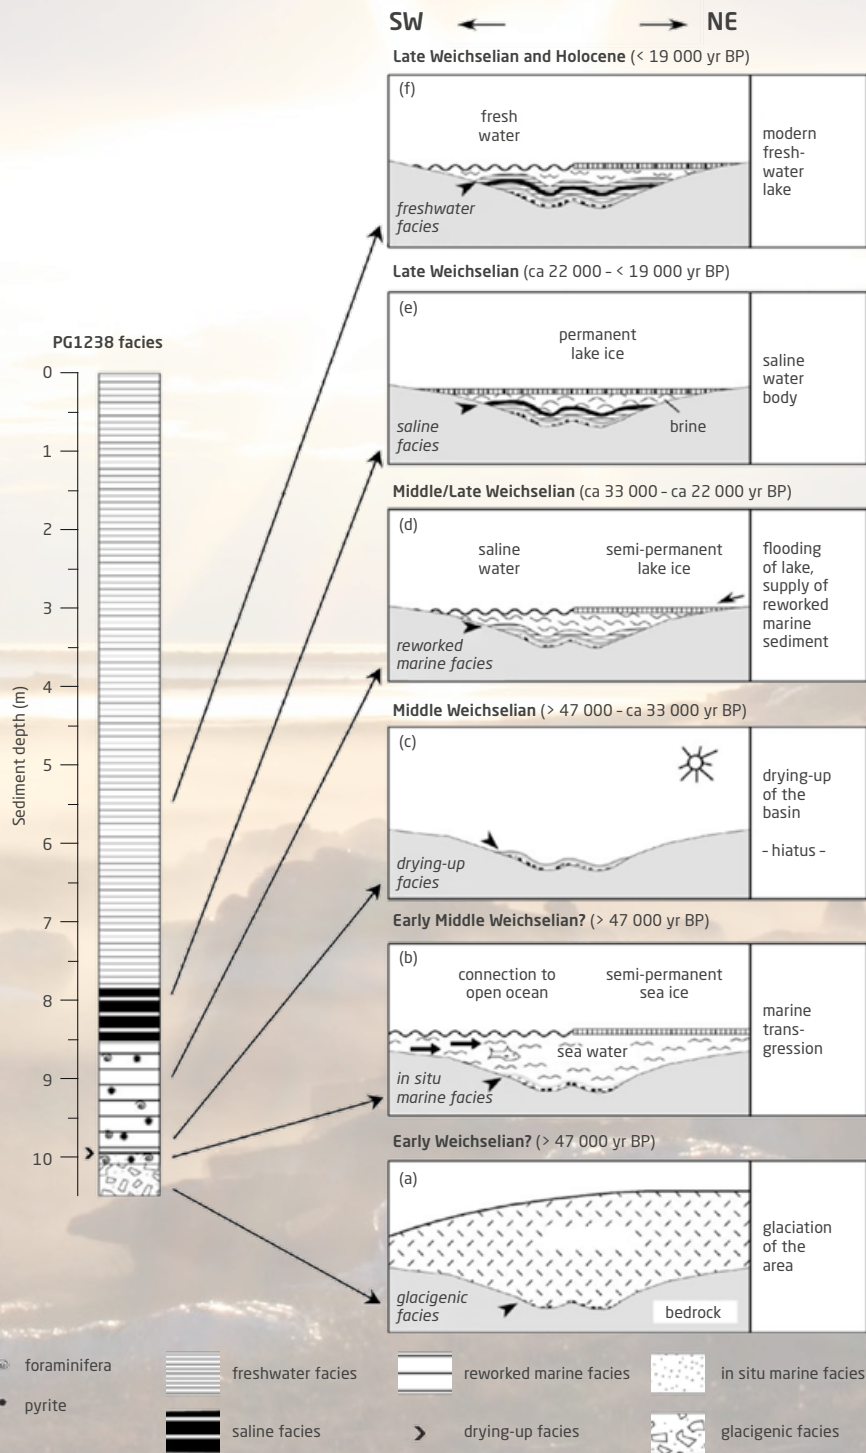 SW NE
Late Weichselian and Holocene (< 19 000 yr BP)
(f)
fresh
water
freshwater
facies
modern
fresh-
water
lake
Late Weichselian (ca 22 000 – < 19 000 yr BP)
(e)
permanent
lake ice
saline
facies
brine
saline
water
body
Middle/Late Weichselian (ca 33 000 – ca 22 000 yr BP)
(d)
saline
water
semi-permanent
lake ice
reworked
marine facies
flooding
of lake,
supply of
reworked
marine
sediment
Middle Weichselian (> 47 000 – ca 33 000 yr BP)
(c)
drying-up
facies
drying-up
of the
basin
– hiatus –
Early Middle Weichselian? (> 47 000 yr BP)
(b)
connection to
open ocean
semi-permanent
sea ice
sea water
in situ
marine facies
marine
trans-
gression
Early Weichselian? (> 47 000 yr BP)
(a)
glacigenic
facies
bedrock
glaciation
of the
area
PG1238 facies
Sediment depth (m)
0
1
2
3
4
5
6
7
8
9
10
foraminifera
pyrite
freshwater facies
saline facies
reworked marine facies
drying-up facies
in situ marine facies
glacigenic facies